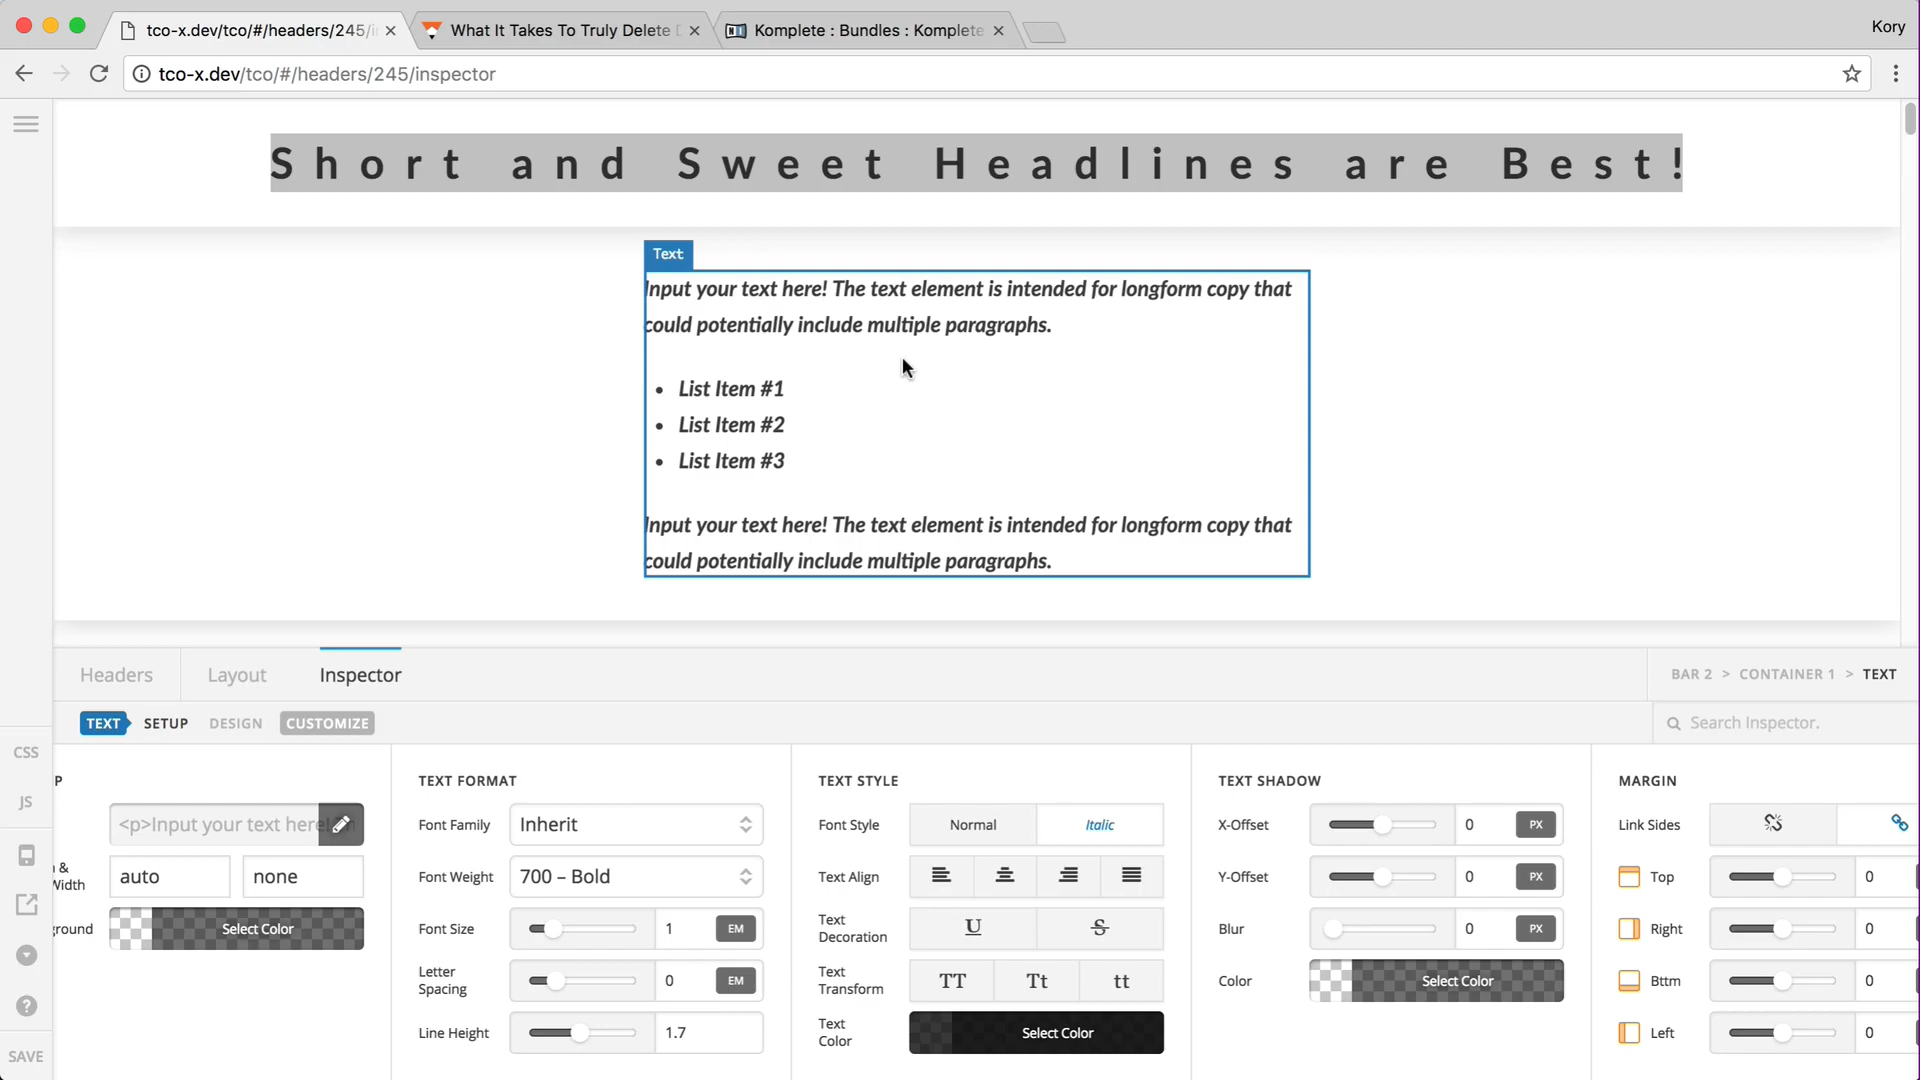 tco-x.dev/tco/#/headers/245/i
What It Takes To Truly Delete D
Komplete : Bundles : Komplete
Kory
tco-x.dev/tco/#/headers/245/inspector
Short and Sweet Headlines are Best!
Text
Input your text here! The text element is intended for longform copy that
could potentially include multiple paragraphs.
• List Item #1
• List Item #2
• List Item #3
Input your text here! The text element is intended for longform copy that
could potentially include multiple paragraphs.
Headers
Layout
Inspector
BAR 2 > CONTAINER 1 > TEXT
TEXT
SETUP
DESIGN
CUSTOMIZE
Search Inspector.
CSS
JS
SAVE
P
<p>Input your text here!
&
Width
auto
none
ground
Select Color
TEXT FORMAT
Font Family
Inherit
Font Weight
700 – Bold
Font Size
1
EM
Letter
Spacing
0
EM
Line Height
1.7
TEXT STYLE
Font Style
Normal
Italic
Text Align
Text
Decoration
U
S
Text
Transform
TT
Tt
tt
Text
Color
Select Color
TEXT SHADOW
X-Offset
0
PX
Y-Offset
0
PX
Blur
0
PX
Color
Select Color
MARGIN
Link Sides
Top
0
Right
0
Bttm
0
Left
0